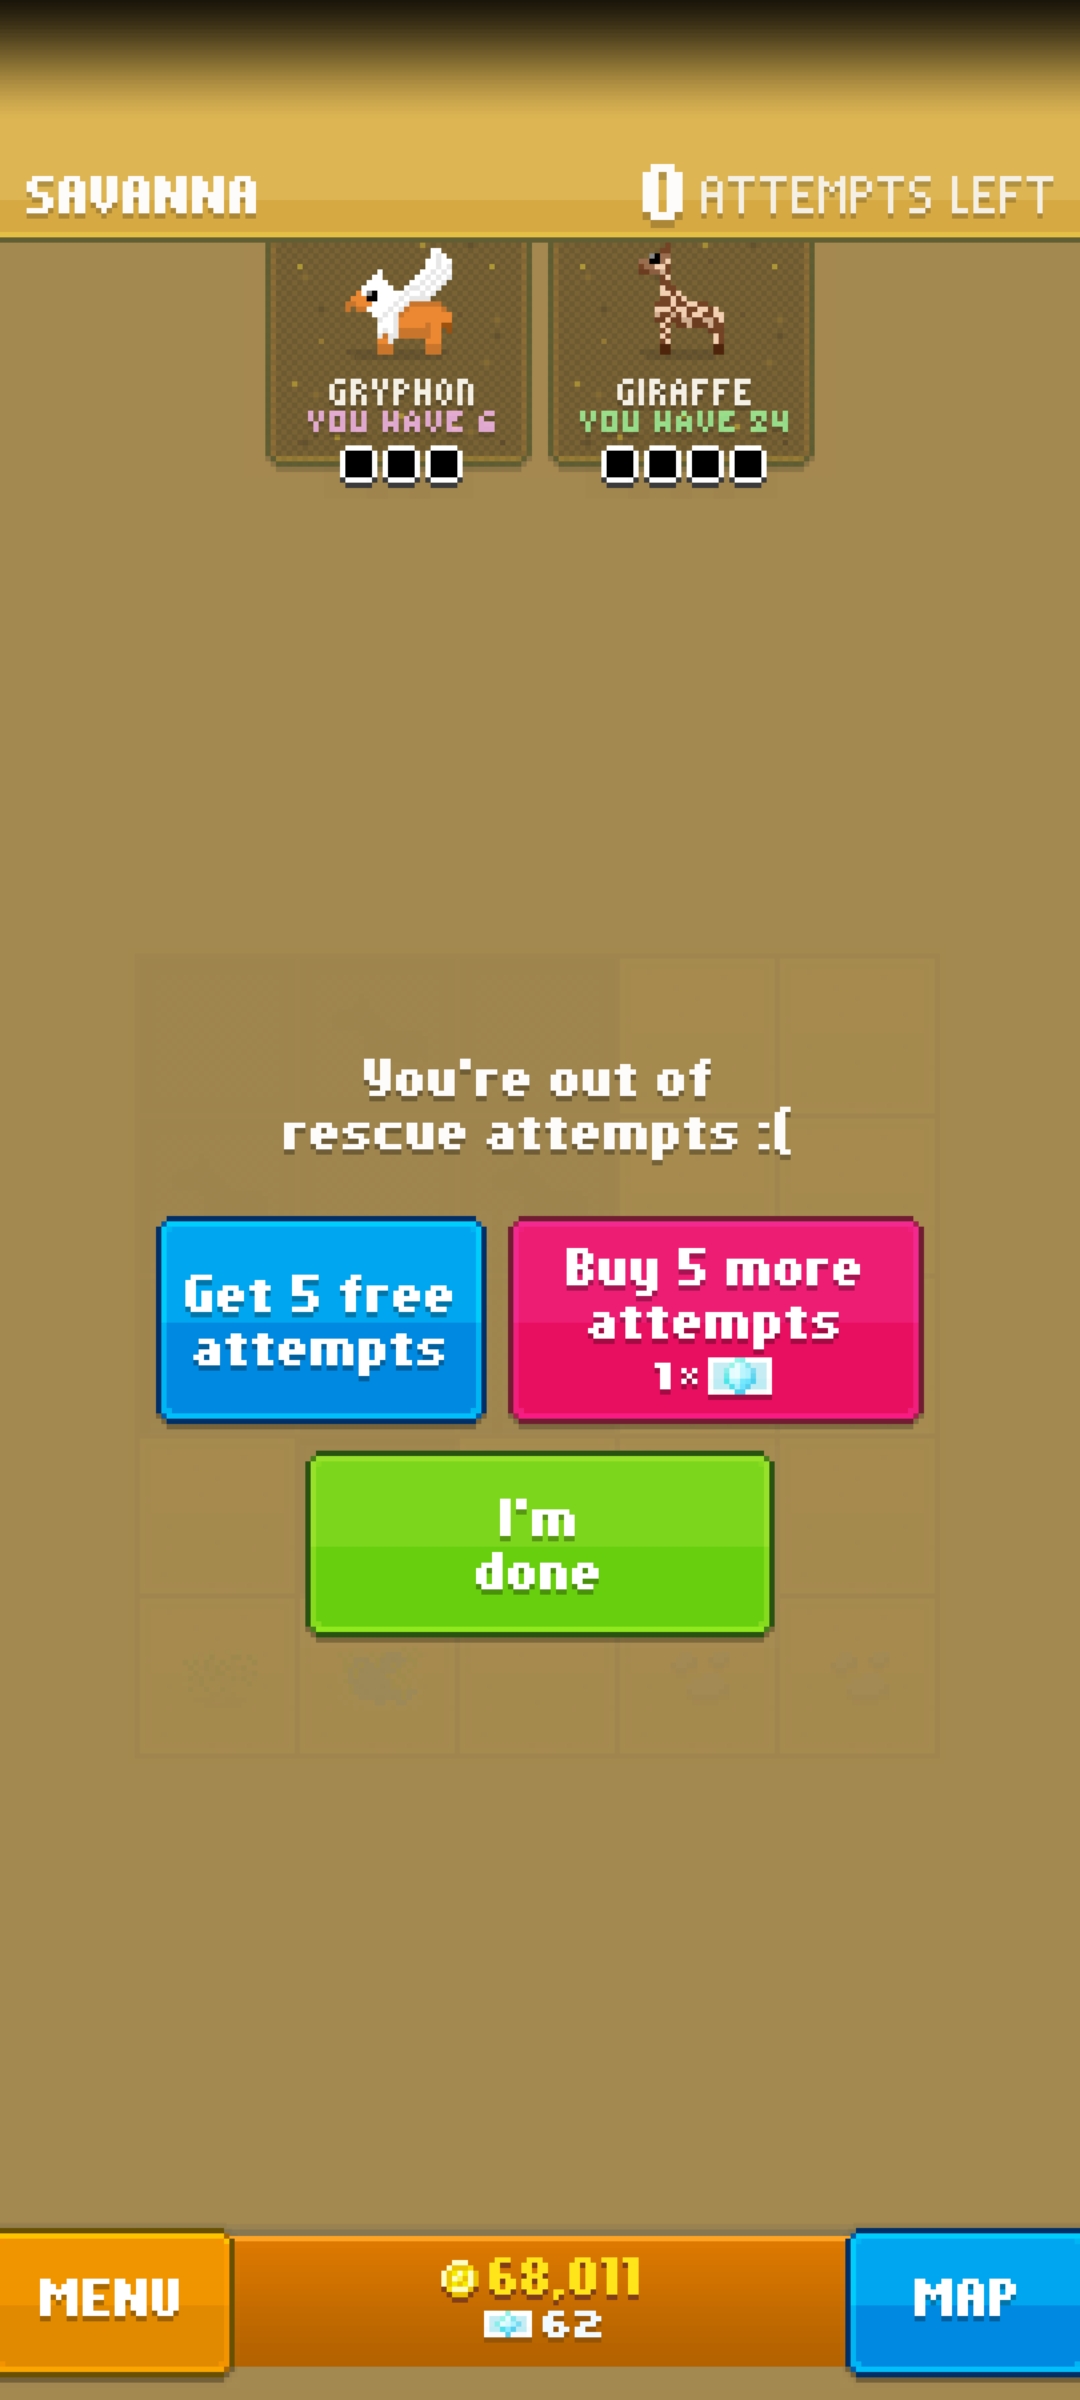 SAVANNA
0 ATTEMPTS LEFT
GRYPHON
YOU HAVE 6
GIRAFFE
YOU HAVE 24
You're out of
rescue attempts :(
Get 5 free
attempts
Buy 5 more
attempts
1×
I'm
done
MENU
68,011
62
MAP